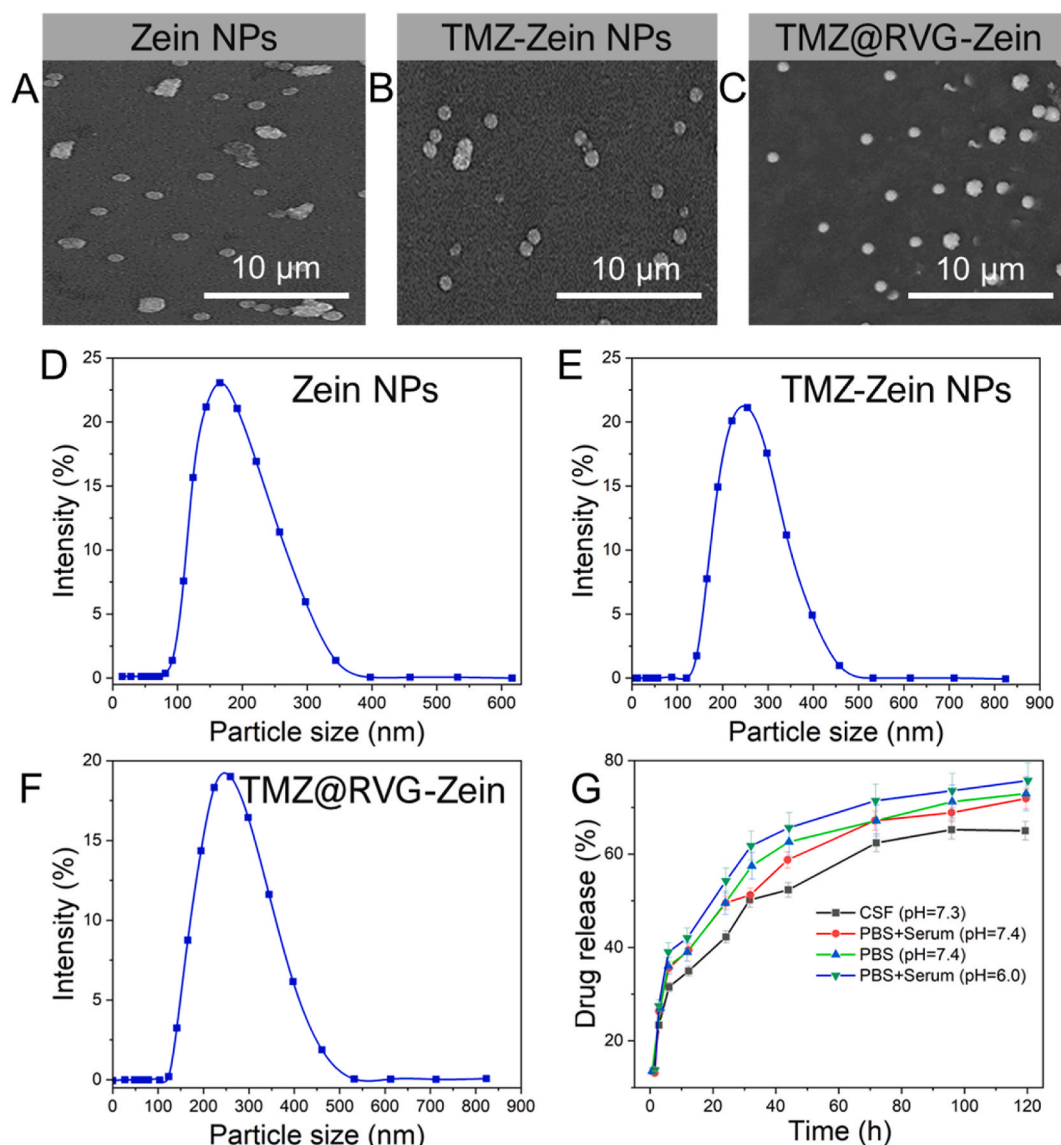 Zein NPs
TMZ-Zein NPs
TMZ@RVG-Zein
A
B
C
10 µm
10 µm
10 µm
D
Zein NPs
Intensity (%)
25
20
15
10
5
0
0 100 200 300 400 500 600
Particle size (nm)
E
TMZ-Zein NPs
Intensity (%)
25
20
15
10
5
0
0 100 200 300 400 500 600 700 800 900
Particle size (nm)
F
TMZ@RVG-Zein
Intensity (%)
20
15
10
5
0
0 100 200 300 400 500 600 700 800 900
Particle size (nm)
G
Drug release (%)
80
60
40
20
CSF (pH=7.3)
PBS+Serum (pH=7.4)
PBS (pH=7.4)
PBS+Serum (pH=6.0)
0 20 40 60 80 100 120
Time (h)